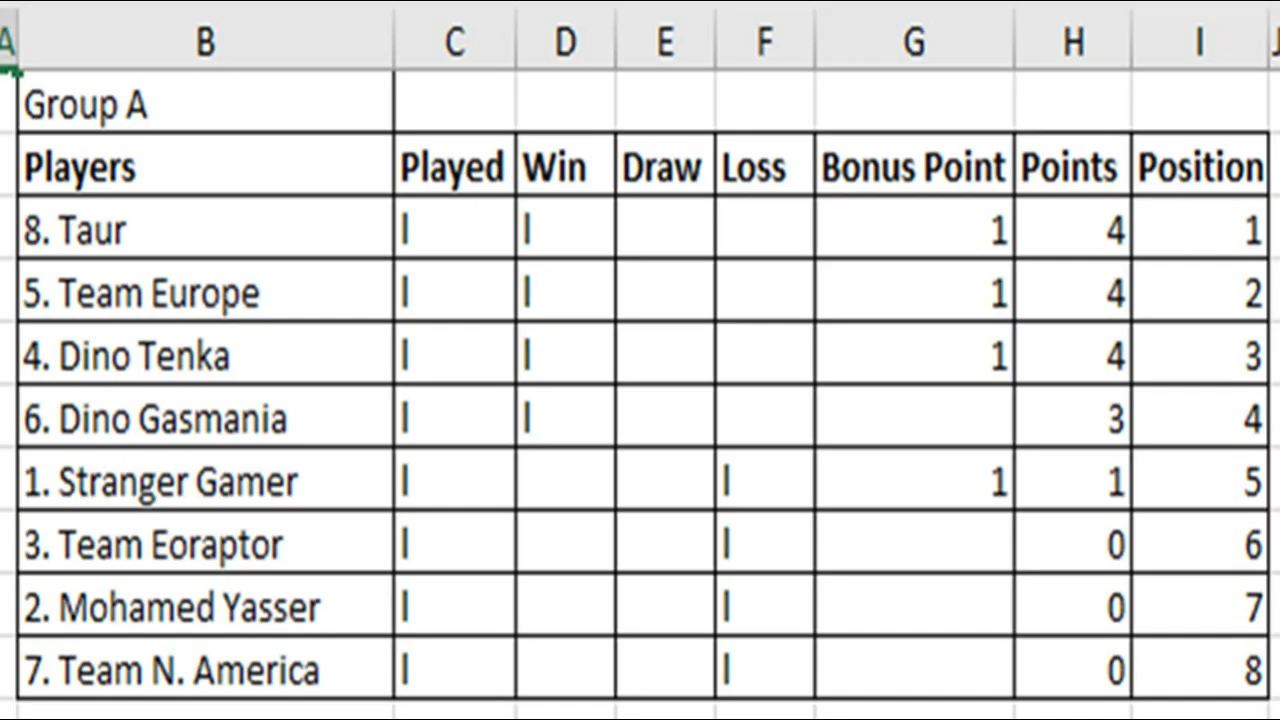 A B C D E F G H I J
Group A
Players Played Win Draw Loss Bonus Point Points Position
8. Taur l l 1 4 1
5. Team Europe l l 1 4 2
4. Dino Tenka l l 1 4 3
6. Dino Gasmania l l 3 4
1. Stranger Gamer l l 1 1 5
3. Team Eoraptor l l 0 6
2. Mohamed Yasser l l 0 7
7. Team N. America l l 0 8